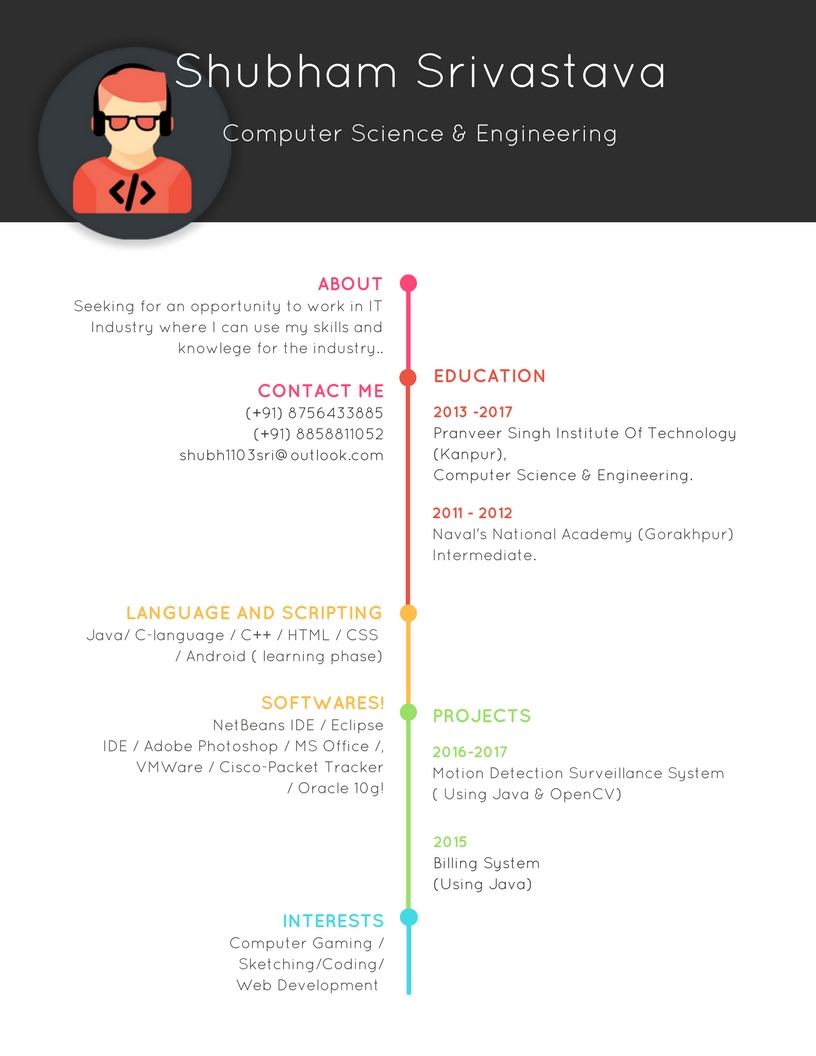 Shubham Srivastava
Computer Science & Engineering
</>
ABOUT
Seeking for an opportunity to work in IT
Industry where I can use my skills and
knowlege for the industry..
CONTACT ME
(+91) 8756433885
(+91) 8858811052
shubh1103sri@outlook.com
EDUCATION
2013 -2017
Pranveer Singh Institute Of Technology
(Kanpur),
Computer Science & Engineering.
2011 - 2012
Naval's National Academy (Gorakhpur)
Intermediate.
LANGUAGE AND SCRIPTING
Java/ C-language / C++ / HTML / CSS
/ Android ( learning phase)
SOFTWARES!
NetBeans IDE / Eclipse
IDE / Adobe Photoshop / MS Office /,
VMWare / Cisco-Packet Tracker
/ Oracle 10g!
PROJECTS
2016-2017
Motion Detection Surveillance System
( Using Java & OpenCV)
2015
Billing System
(Using Java)
INTERESTS
Computer Gaming /
Sketching/Coding/
Web Development